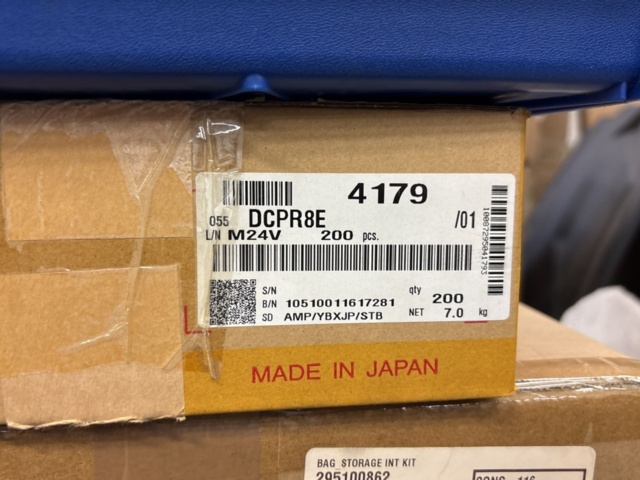 4179
055 DCPR8E /01
L/N M24V 200 pcs.
10087295041793
S/N
B/N 10510011617281
SD AMP/YBXJP/STB
qty 200
NET 7.0 kg
MADE IN JAPAN
BAG STORAGE INT KIT
295100862